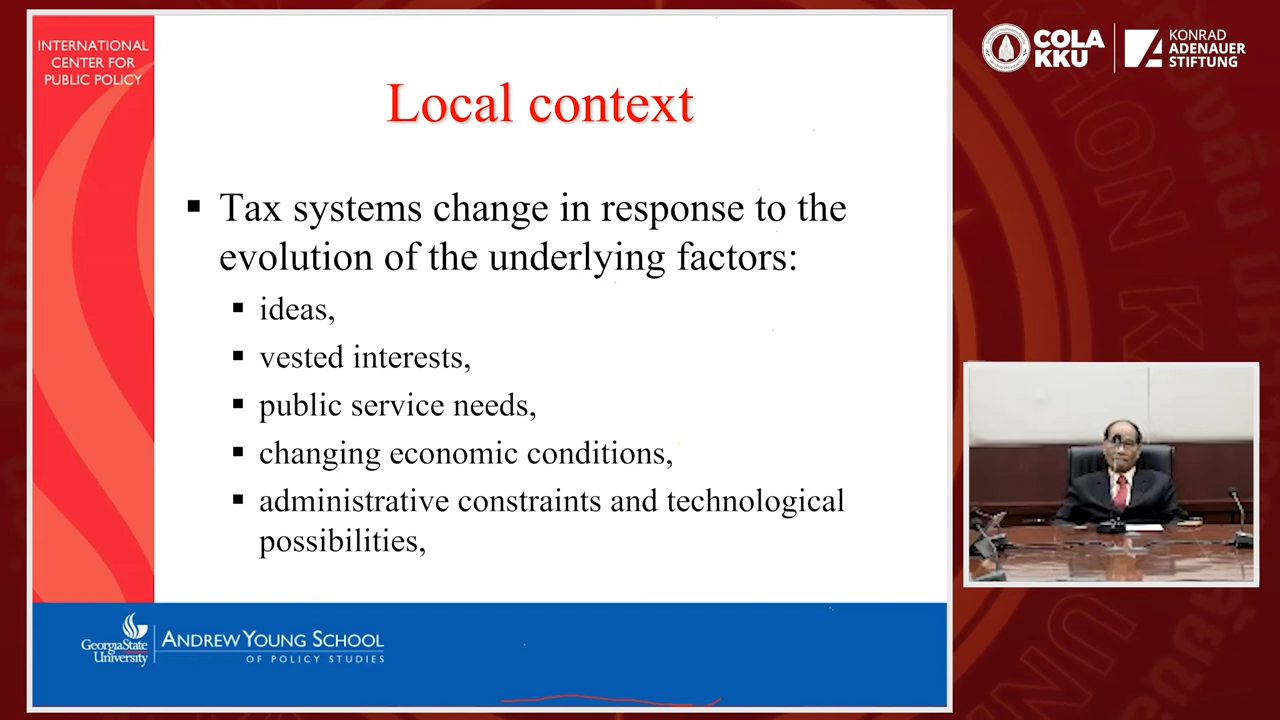 INTERNATIONAL
CENTER FOR
PUBLIC POLICY
Local context
Tax systems change in response to the
evolution of the underlying factors:
ideas,
vested interests,
public service needs,
changing economic conditions,
administrative constraints and technological
possibilities,
GeorgiaState
University
ANDREW YOUNG SCHOOL
OF POLICY STUDIES
COLA
KKU
KONRAD
ADENAUER
STIFTUNG